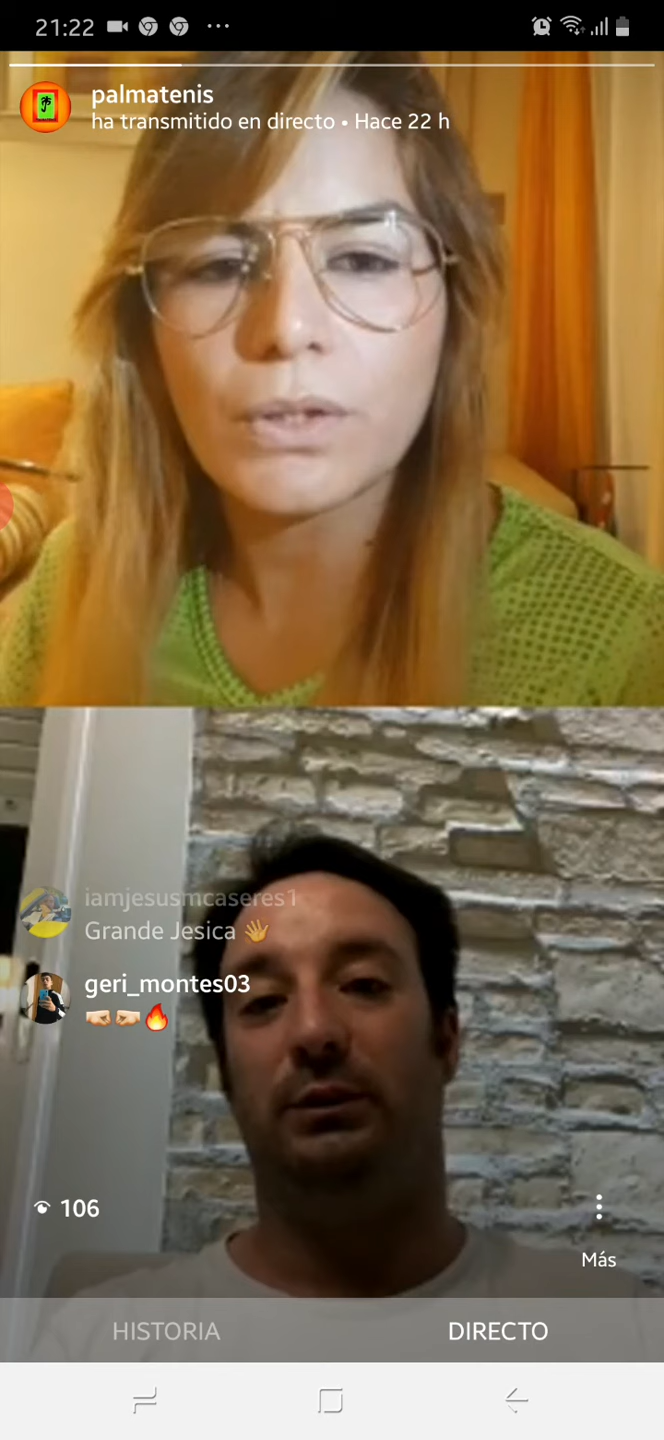 21:22
palmatenis
ha transmitido en directo • Hace 22 h
iamjesusmcaseres1
Grande Jesica 👋
geri_montes03
🤜🏻🤛🏻🔥
106
Más
HISTORIA
DIRECTO